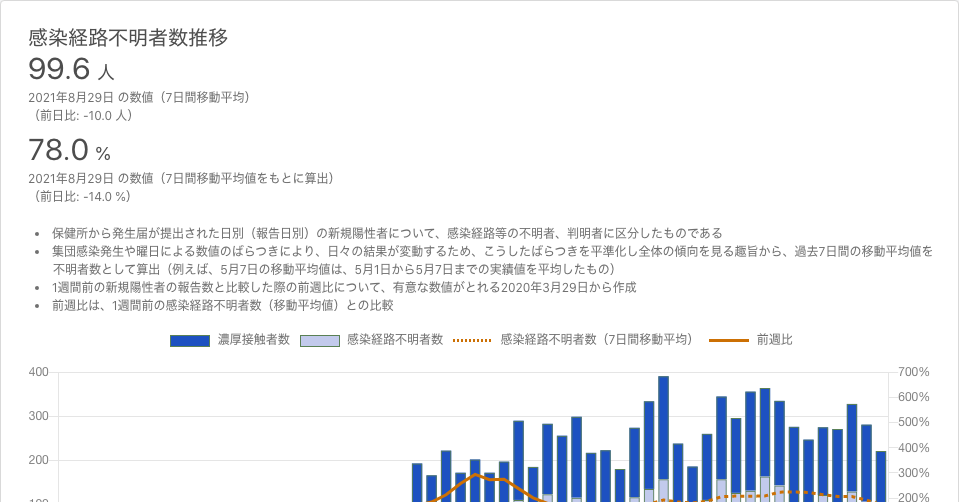 感染経路不明者数推移
99.6 人
2021年8月29日 の数値（7日間移動平均）
（前日比: -10.0 人）
78.0 %
2021年8月29日 の数値（7日間移動平均値をもとに算出）
（前日比: -14.0 %）
• 保健所から発生届が提出された日別（報告日別）の新規陽性者について、感染経路等の不明者、判明者に区分したものである
• 集団感染発生や曜日による数値のばらつきにより、日々の結果が変動するため、こうしたばらつきを平準化し全体の傾向を見る趣旨から、過去7日間の移動平均値を
不明者数として算出（例えば、5月7日の移動平均値は、5月1日から5月7日までの実績値を平均したもの）
• 1週間前の新規陽性者の報告数と比較した際の前週比について、有意な数値がとれる2020年3月29日から作成
• 前週比は、1週間前の感染経路不明者数（移動平均値）との比較
濃厚接触者数 感染経路不明者数 感染経路不明者数（7日間移動平均） 前週比
400 700%
600%
300 500%
400%
200 300%
100 200%